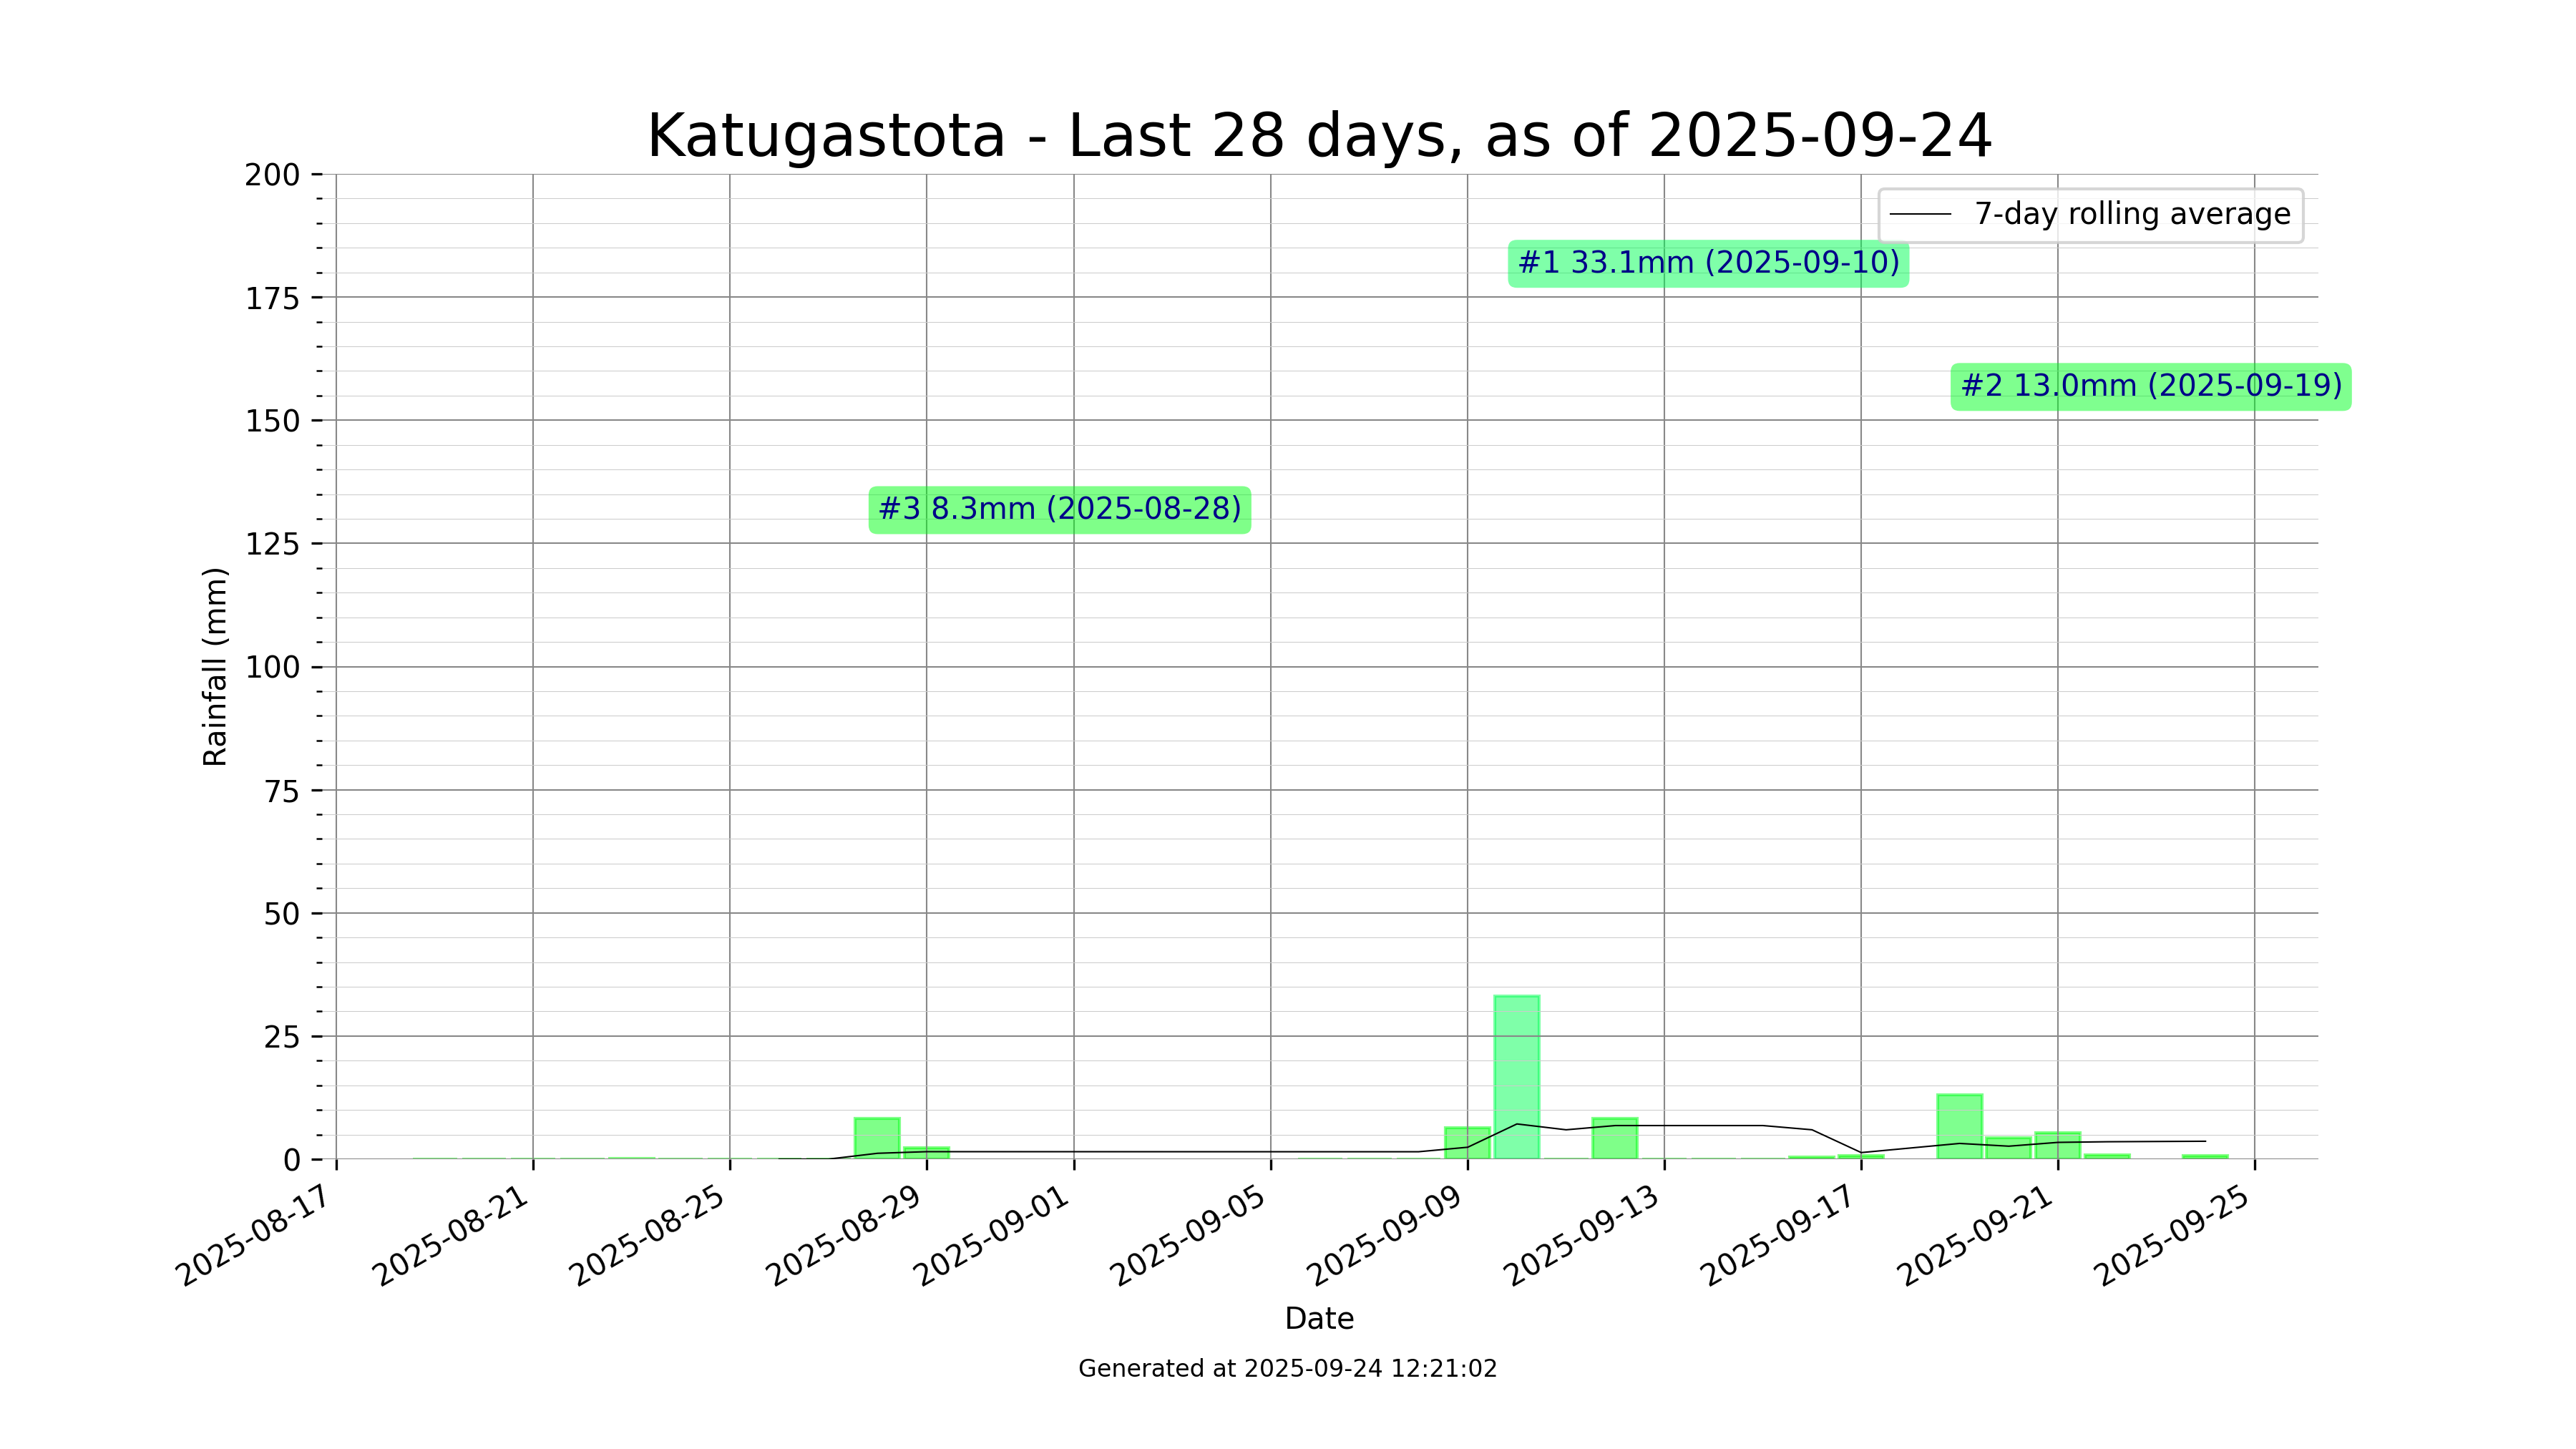 Katugastota - Last 28 days, as of 2025-09-24
200
175
150
125
100
75
50
25
0
Rainfall (mm)
7-day rolling average
#1 33.1mm (2025-09-10)
#2 13.0mm (2025-09-19)
#3 8.3mm (2025-08-28)
2025-08-17
2025-08-21
2025-08-25
2025-08-29
2025-09-01
2025-09-05
2025-09-09
2025-09-13
2025-09-17
2025-09-21
2025-09-25
Date
Generated at 2025-09-24 12:21:02